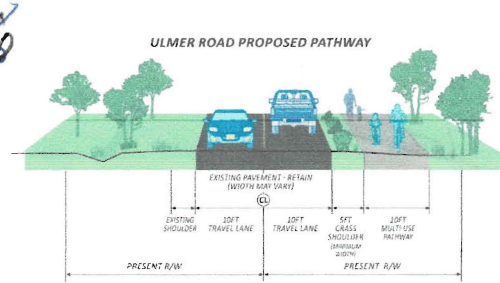 ULMER ROAD PROPOSED PATHWAY
EXISTING PAVEMENT - RETAIN
(WIDTH MAY VARY)
CL
EXISTING
SHOULDER
10FT
TRAVEL LANE
10FT
TRAVEL LANE
5FT
GRASS
SHOULDER
(MINIMUM
WIDTH)
10FT
MULTI-USE
PATHWAY
PRESENT R/W
PRESENT R/W